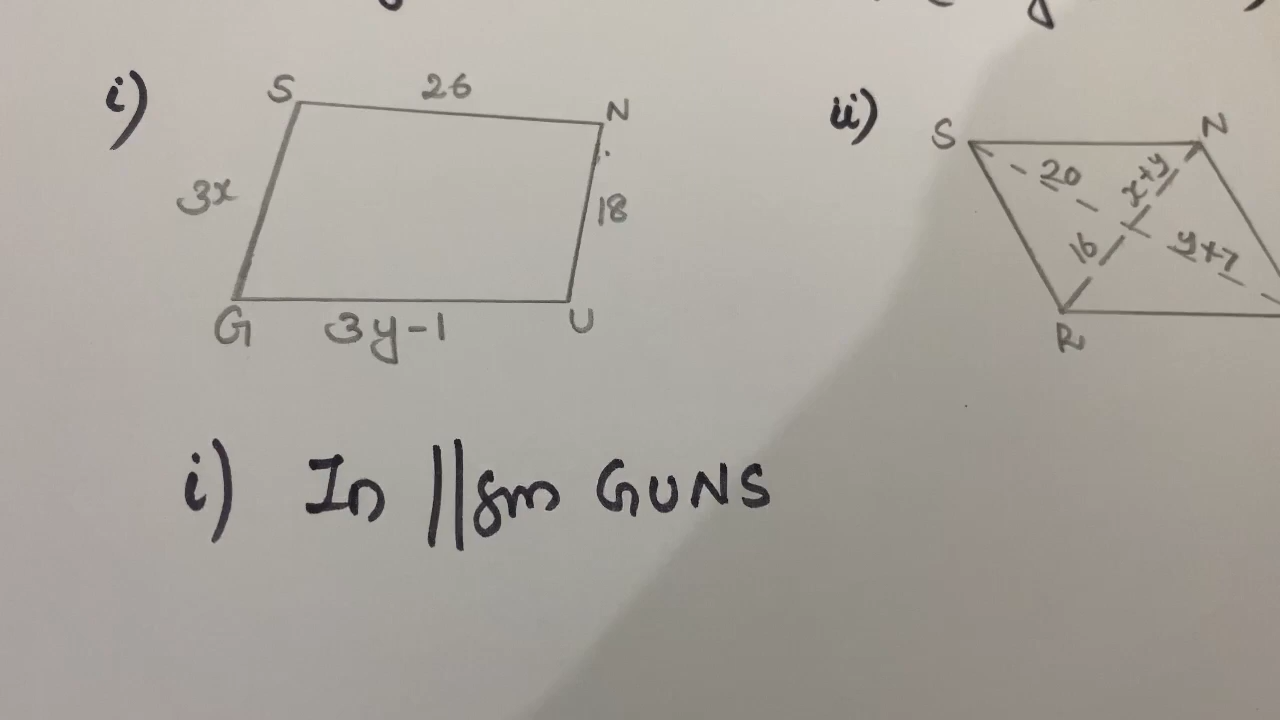 i)
S 26 N
3x 18
G 3y-1 U
ii)
S N
20 x+y
16 y+7
R
i) In ||gm GUNS